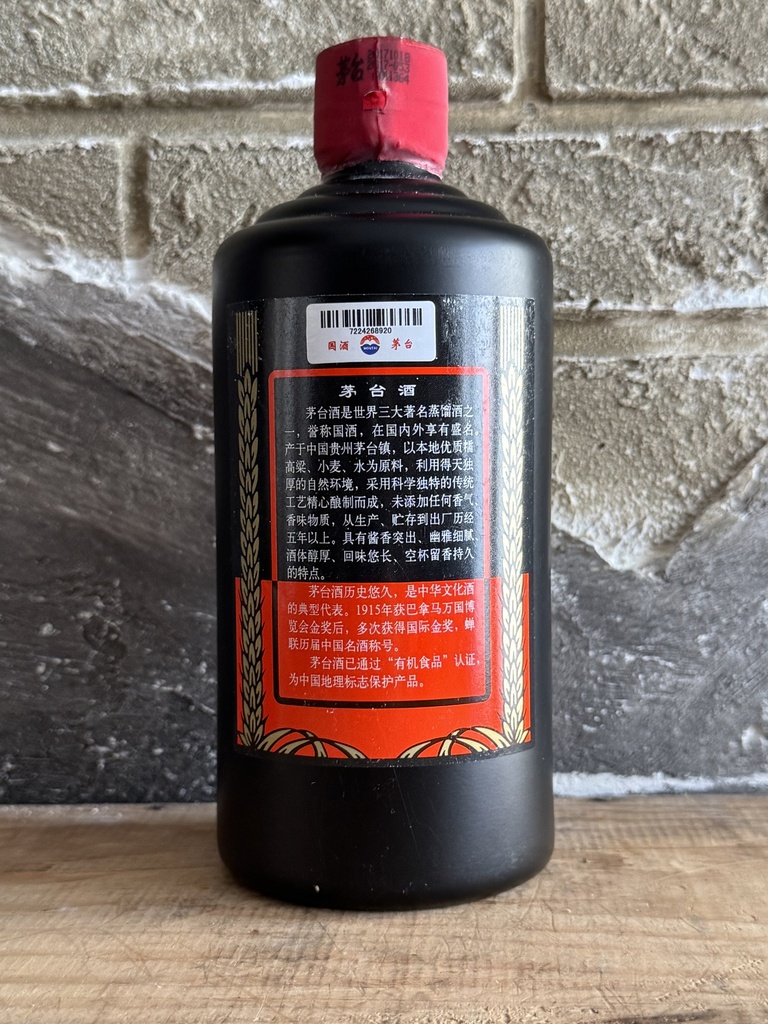 茅台
7224268920
国酒 茅台
茅台酒
茅台酒是世界三大著名蒸馏酒之
一，誉称国酒，在国内外享有盛名。
产于中国贵州茅台镇，以本地优质糯
高粱、小麦、水为原料，利用得天独
厚的自然环境，采用科学独特的传统
工艺精心酿制而成，未添加任何香气、
香味物质，从生产、贮存到出厂历经
五年以上。具有酱香突出、幽雅细腻、
酒体醇厚、回味悠长、空杯留香持久
的特点。
茅台酒历史悠久，是中华文化酒
的典型代表。1915年获巴拿马万国博
览会金奖后，多次获得国际金奖，蝉
联历届中国名酒称号。
茅台酒已通过“有机食品”认证，
为中国地理标志保护产品。